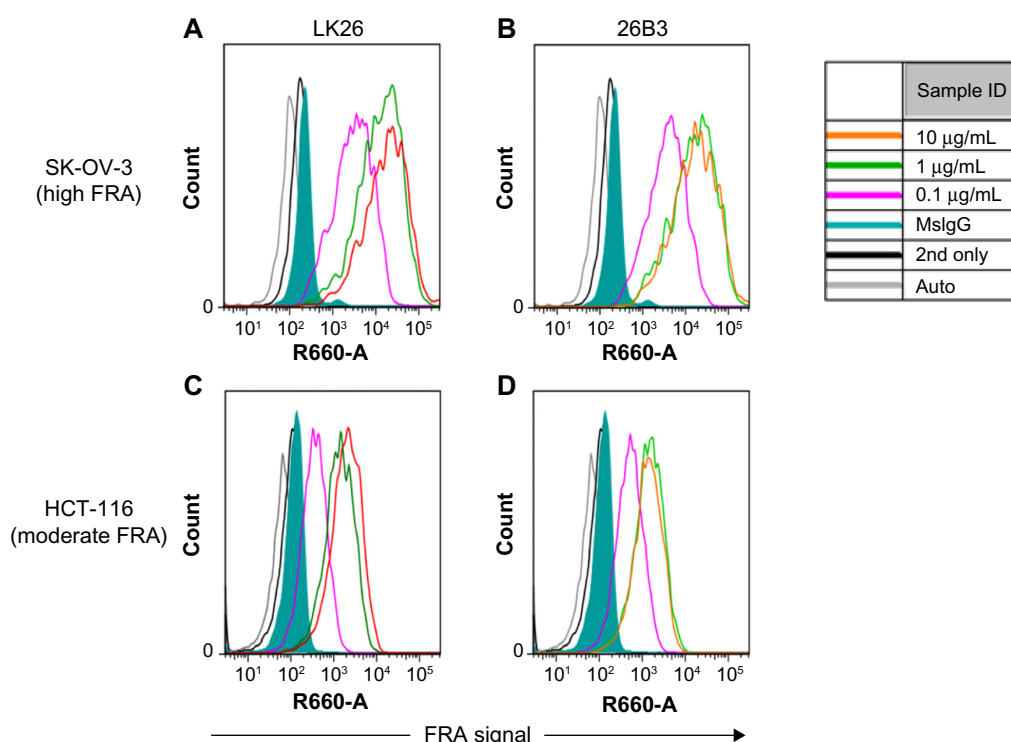 A
LK26
B
26B3
SK-OV-3
(high FRA)
Count
0
10¹ 10² 10³ 10⁴ 10⁵
R660-A
Count
0
10¹ 10² 10³ 10⁴ 10⁵
R660-A
Sample ID
10 µg/mL
1 µg/mL
0.1 µg/mL
MsIgG
2nd only
Auto
C
D
HCT-116
(moderate FRA)
Count
0
10¹ 10² 10³ 10⁴ 10⁵
R660-A
Count
0
10¹ 10² 10³ 10⁴ 10⁵
R660-A
FRA signal